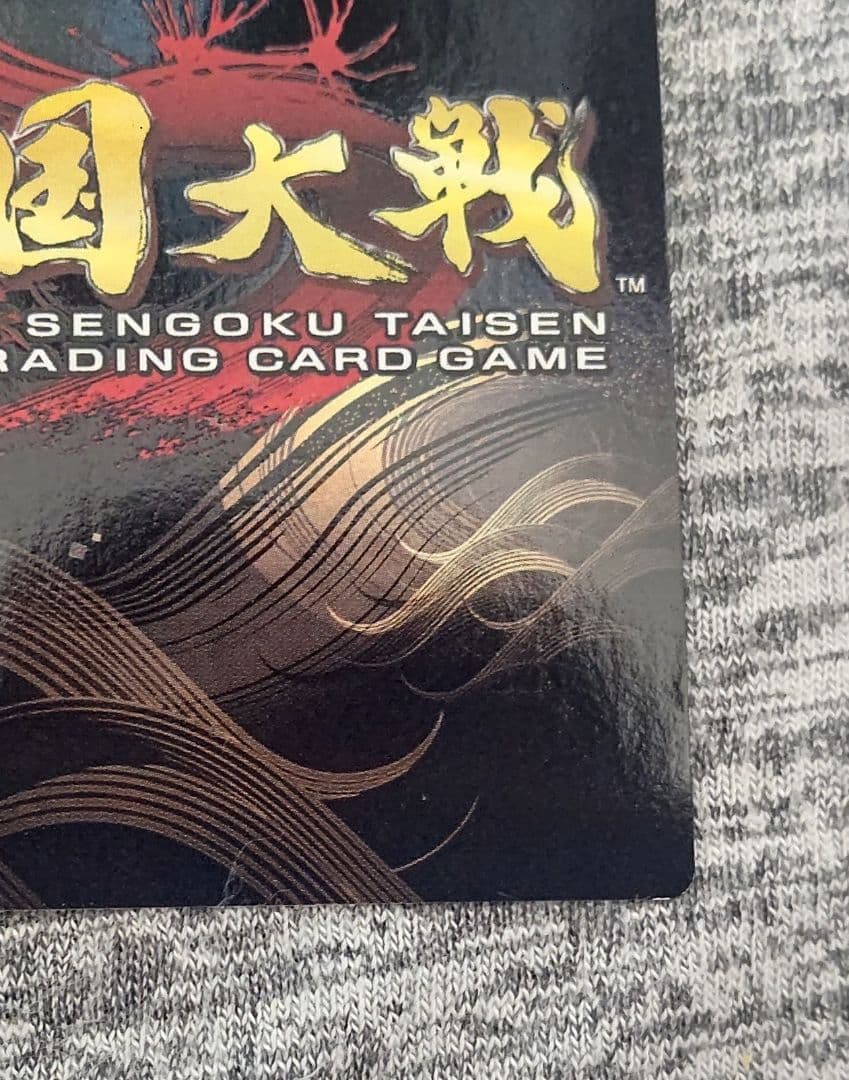 国大戦
TM
SENGOKU TAISEN
RADING CARD GAME